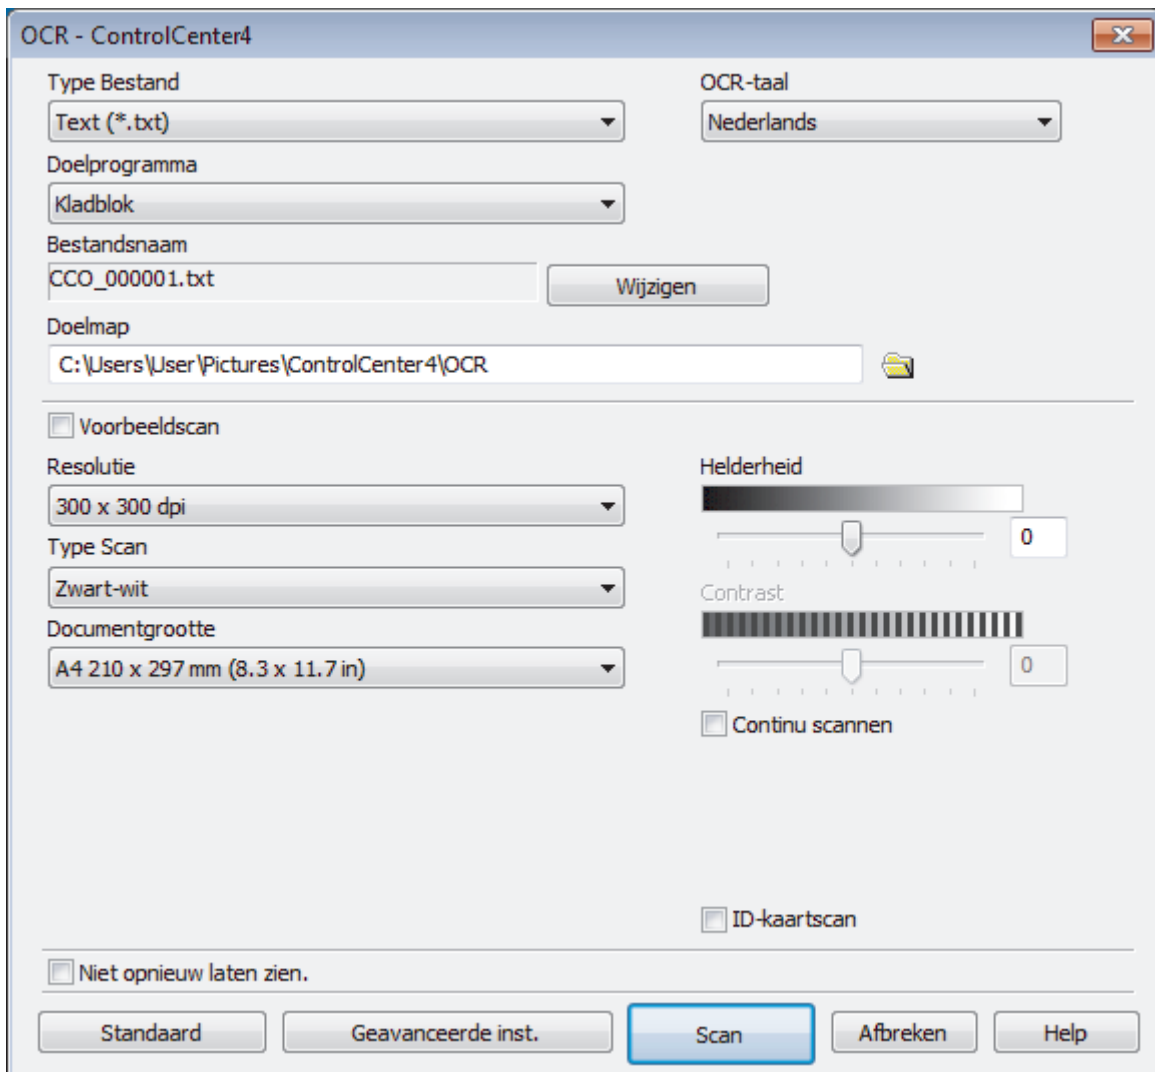 OCR - ControlCenter4
Type Bestand
OCR-taal
Text (*.txt)
Nederlands
Doelprogramma
Kladblok
Bestandsnaam
CCO_000001.txt
Wijzigen
Doelmap
C:\Users\User\Pictures\ControlCenter4\OCR
Voorbeeldscan
Resolutie
Helderheid
300 x 300 dpi
0
Type Scan
Zwart-wit
Contrast
Documentgrootte
A4 210 x 297 mm (8.3 x 11.7 in)
0
Continu scannen
ID-kaartscan
Niet opnieuw laten zien.
Standaard
Geavanceerde inst.
Scan
Afbreken
Help